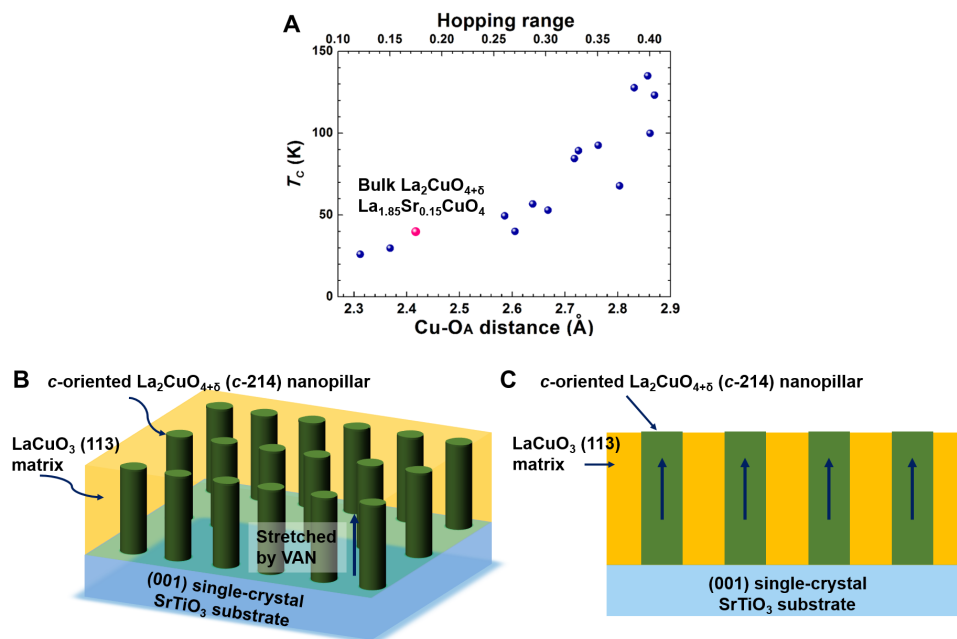 A
Hopping range
0.10 0.15 0.20 0.25 0.30 0.35 0.40
150
100
50
0
Tc (K)
Bulk La₂CuO₄₊δ
La₁.₈₅Sr₀.₁₅CuO₄
2.3 2.4 2.5 2.6 2.7 2.8 2.9
Cu-OA distance (Å)
B
c-oriented La₂CuO₄₊δ (c-214) nanopillar
LaCuO₃ (113)
matrix
Stretched
by VAN
(001) single-crystal
SrTiO₃ substrate
C
c-oriented La₂CuO₄₊δ (c-214) nanopillar
LaCuO₃ (113)
matrix
(001) single-crystal
SrTiO₃ substrate